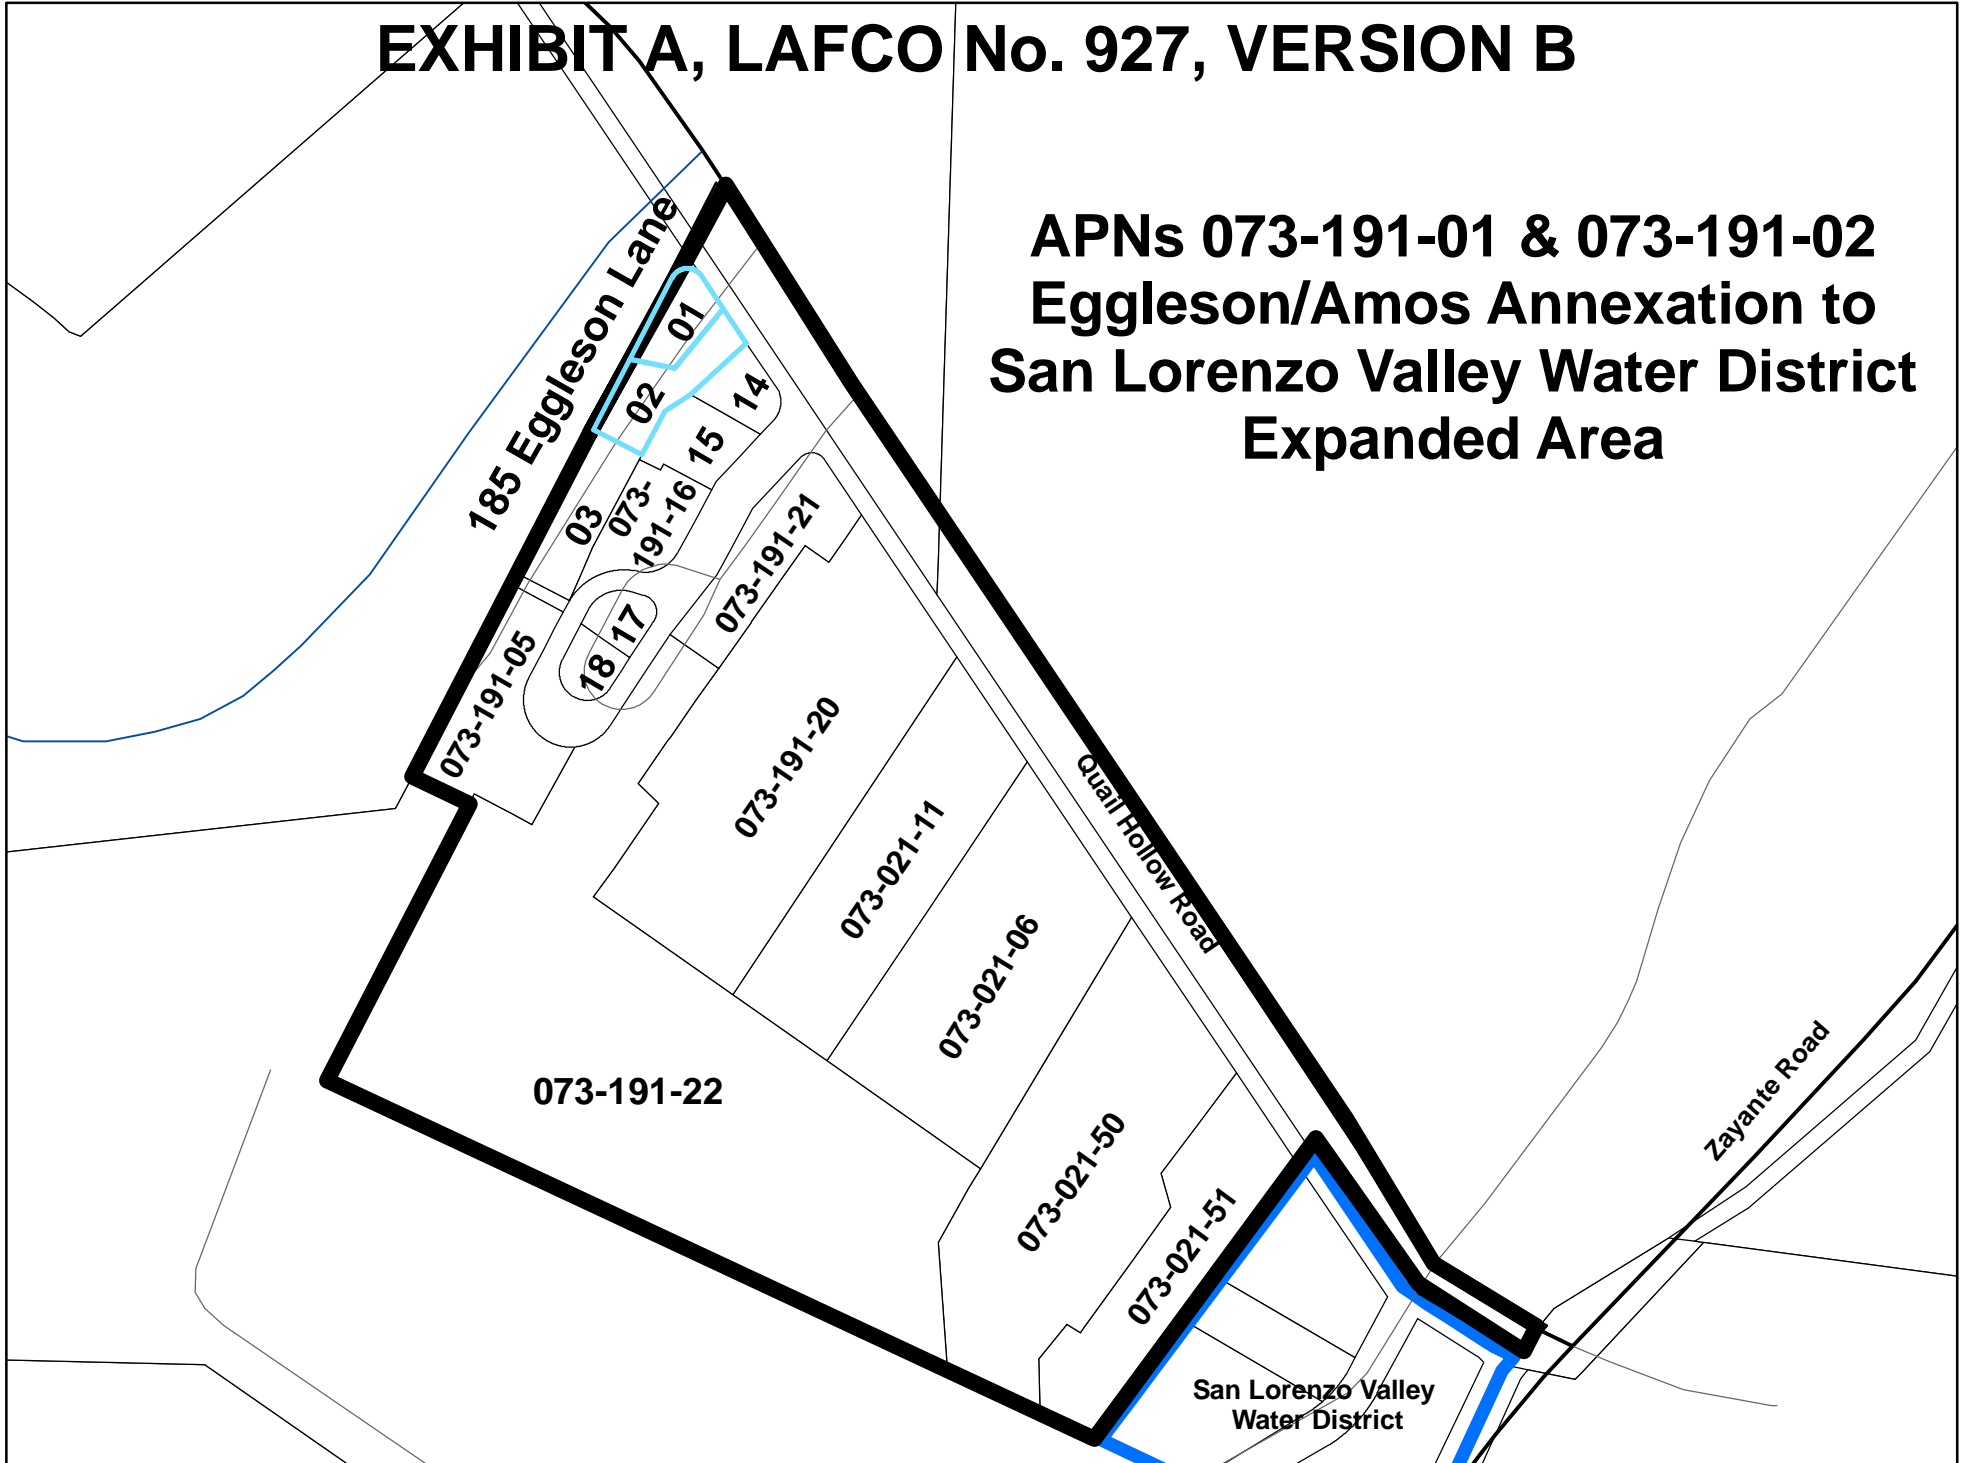 EXHIBIT A, LAFCO No. 927, VERSION B
APNs 073-191-01 & 073-191-02
Eggleson/Amos Annexation to
San Lorenzo Valley Water District
Expanded Area
185 Eggleson Lane
01
02
14
15
03
073-
191-16
073-191-21
17
18
073-191-05
073-191-20
073-021-11
Quail Hollow Road
073-021-06
073-191-22
073-021-50
073-021-51
Zayante Road
San Lorenzo Valley
Water District